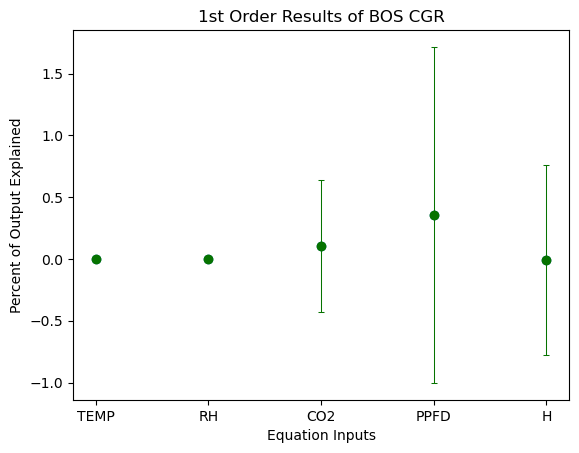 1st Order Results of BOS CGR
Percent of Output Explained
1.5
1.0
0.5
0.0
−0.5
−1.0
TEMP RH CO2 PPFD H
Equation Inputs